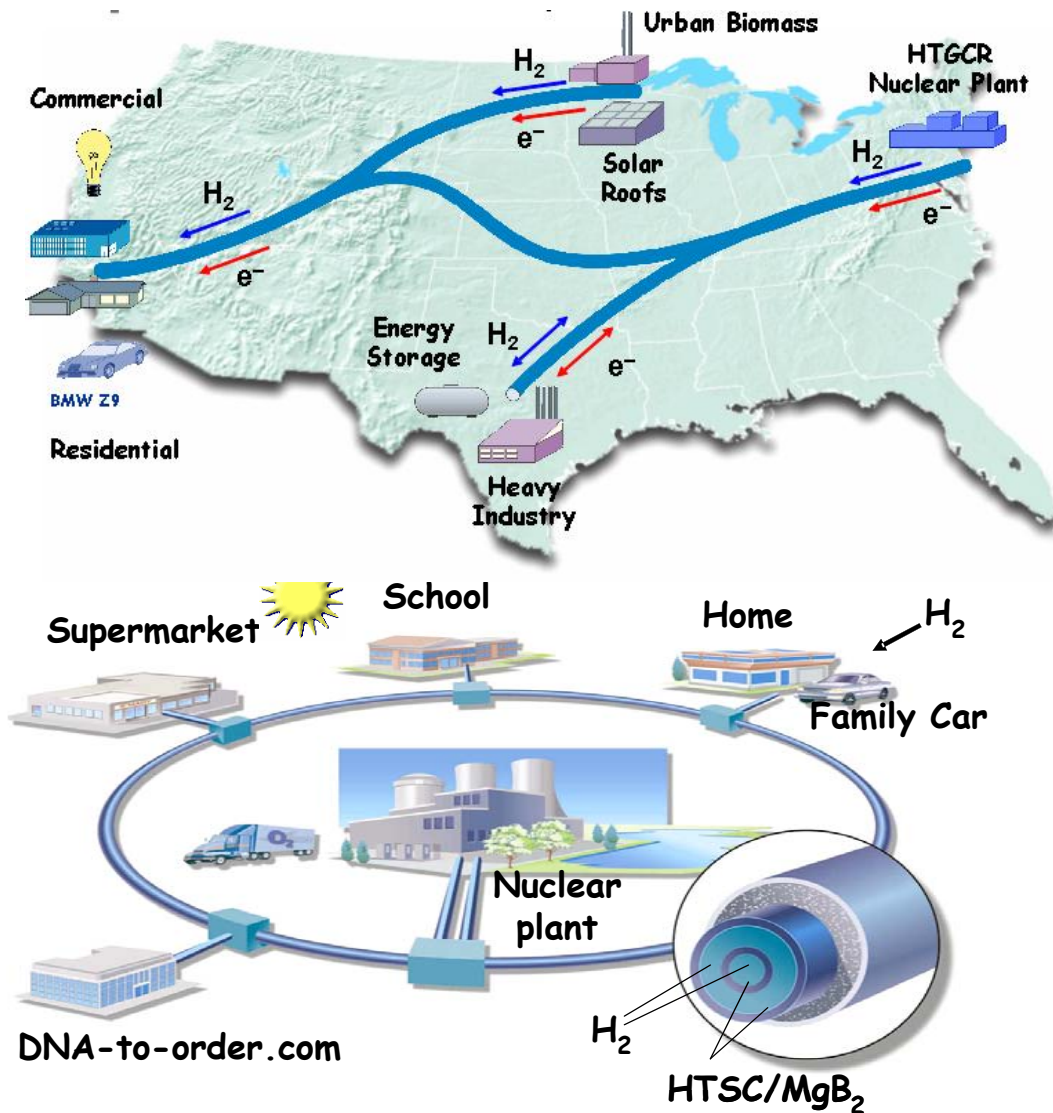 Urban Biomass
HTGCR
Nuclear Plant
Commercial
H₂
e⁻
Solar
Roofs
H₂
e⁻
H₂
e⁻
Energy
Storage
H₂
e⁻
BMW Z9
Residential
Heavy
Industry
School
Supermarket
Home
H₂
Family Car
O₂
Nuclear
plant
H₂
DNA-to-order.com
HTSC/MgB₂